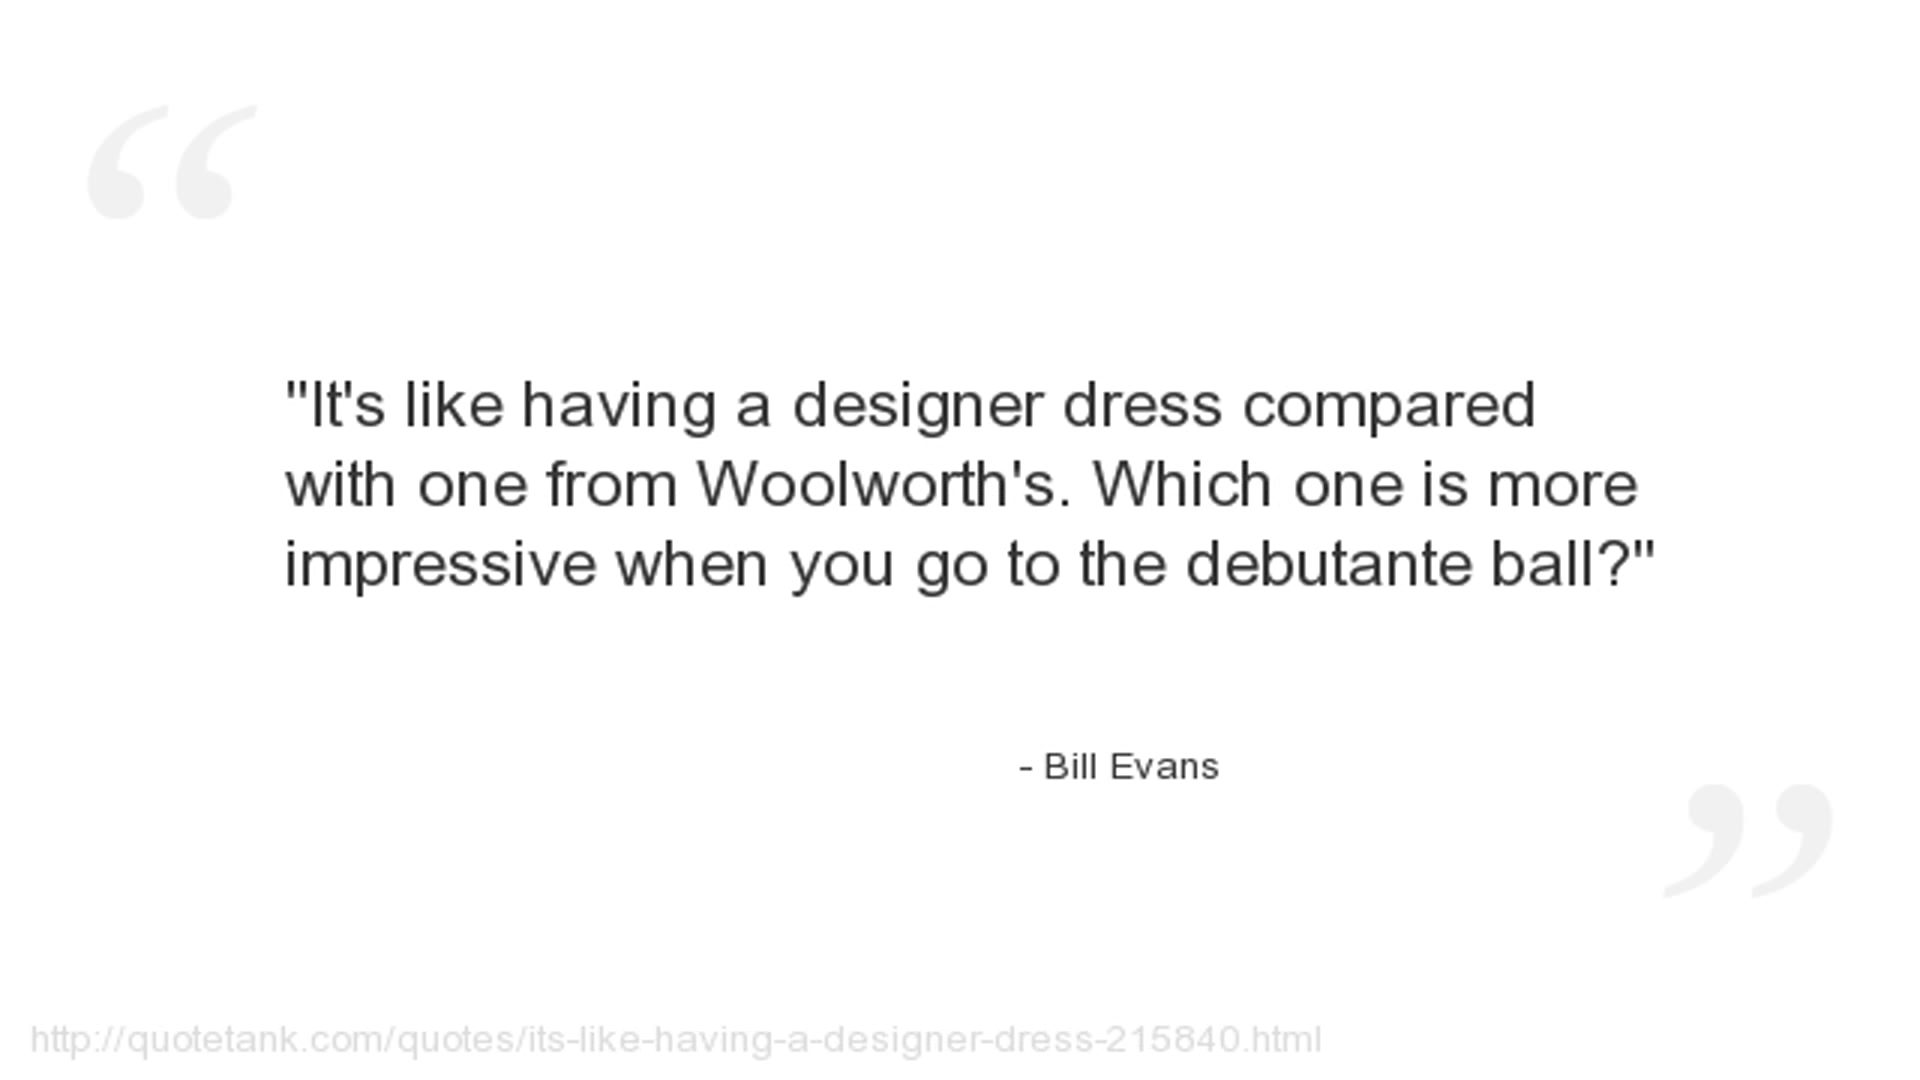 "It's like having a designer dress compared
with one from Woolworth's. Which one is more
impressive when you go to the debutante ball?"
- Bill Evans
http://quotetank.com/quotes/its-like-having-a-designer-dress-215840.html